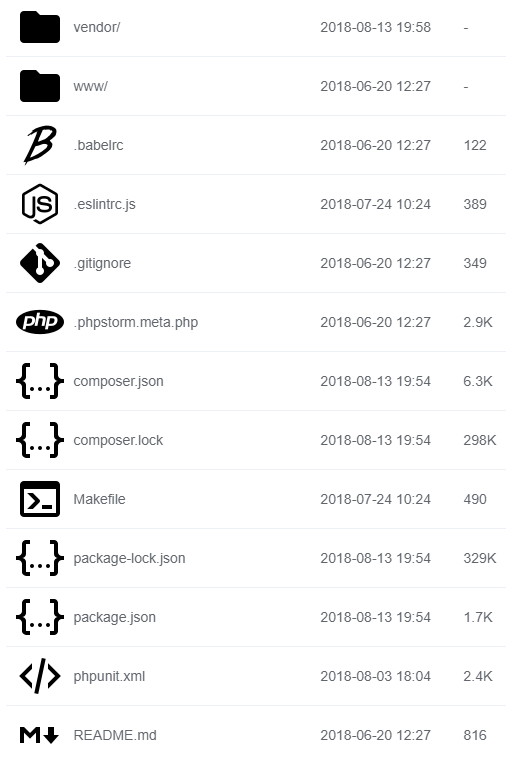 vendor/ 2018-08-13 19:58 -
www/ 2018-06-20 12:27 -
B .babelrc 2018-06-20 12:27 122
JS .eslintrc.js 2018-07-24 10:24 389
.gitignore 2018-06-20 12:27 349
php .phpstorm.meta.php 2018-06-20 12:27 2.9K
{...} composer.json 2018-08-13 19:54 6.3K
{...} composer.lock 2018-08-13 19:54 298K
>_ Makefile 2018-07-24 10:24 490
{...} package-lock.json 2018-08-13 19:54 329K
{...} package.json 2018-08-13 19:54 1.7K
</> phpunit.xml 2018-08-03 18:04 2.4K
M README.md 2018-06-20 12:27 816